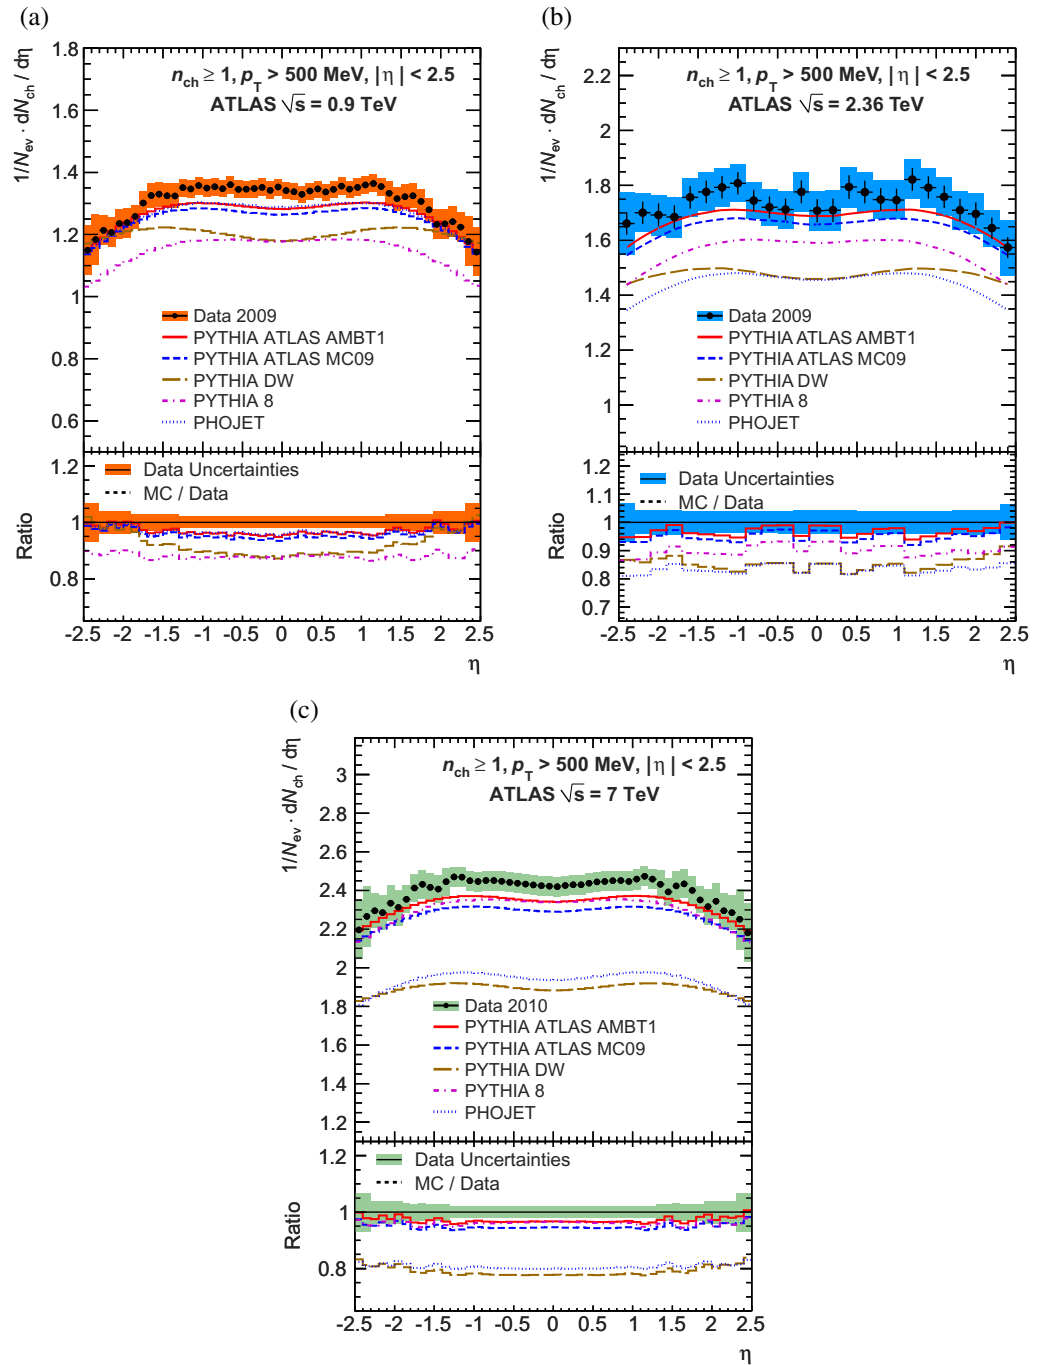 (a)
1/N_ev · dN_ch / dη
n_ch ≥ 1, p_T > 500 MeV, |η| < 2.5
ATLAS √s = 0.9 TeV
1.8
1.6
1.4
1.2
1
0.8
0.6
Data 2009
PYTHIA ATLAS AMBT1
PYTHIA ATLAS MC09
PYTHIA DW
PYTHIA 8
PHOJET
Ratio
1.2
1
0.8
Data Uncertainties
MC / Data
-2.5 -2 -1.5 -1 -0.5 0 0.5 1 1.5 2 2.5
η
(b)
1/N_ev · dN_ch / dη
n_ch ≥ 1, p_T > 500 MeV, |η| < 2.5
ATLAS √s = 2.36 TeV
2.2
2
1.8
1.6
1.4
1.2
1
Data 2009
PYTHIA ATLAS AMBT1
PYTHIA ATLAS MC09
PYTHIA DW
PYTHIA 8
PHOJET
Ratio
1.2
1.1
1
0.9
0.8
0.7
Data Uncertainties
MC / Data
-2.5 -2 -1.5 -1 -0.5 0 0.5 1 1.5 2 2.5
η
(c)
1/N_ev · dN_ch / dη
n_ch ≥ 1, p_T > 500 MeV, |η| < 2.5
ATLAS √s = 7 TeV
3
2.8
2.6
2.4
2.2
2
1.8
1.6
1.4
1.2
Data 2010
PYTHIA ATLAS AMBT1
PYTHIA ATLAS MC09
PYTHIA DW
PYTHIA 8
PHOJET
Ratio
1.2
1
0.8
Data Uncertainties
MC / Data
-2.5 -2 -1.5 -1 -0.5 0 0.5 1 1.5 2 2.5
η